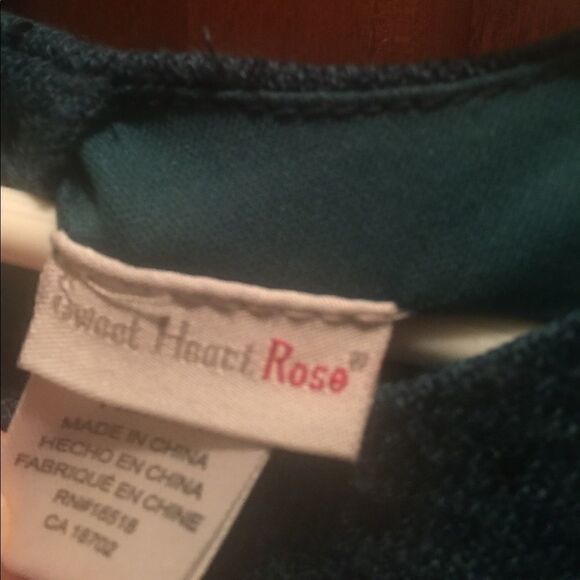 Sweet Heart Rose®
MADE IN CHINA
HECHO EN CHINA
FABRIQUÉ EN CHINE
RN#16518
CA 18702